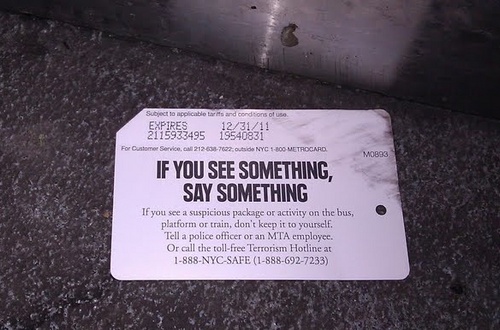 Subject to applicable tariffs and conditions of use.
EXPIRES 12/31/11
2115933495 19540831
For Customer Service, call 212-638-7622; outside NYC 1-800-METROCARD.
M0893
IF YOU SEE SOMETHING,
SAY SOMETHING
If you see a suspicious package or activity on the bus,
platform or train, don't keep it to yourself.
Tell a police officer or an MTA employee.
Or call the toll-free Terrorism Hotline at
1-888-NYC-SAFE (1-888-692-7233)